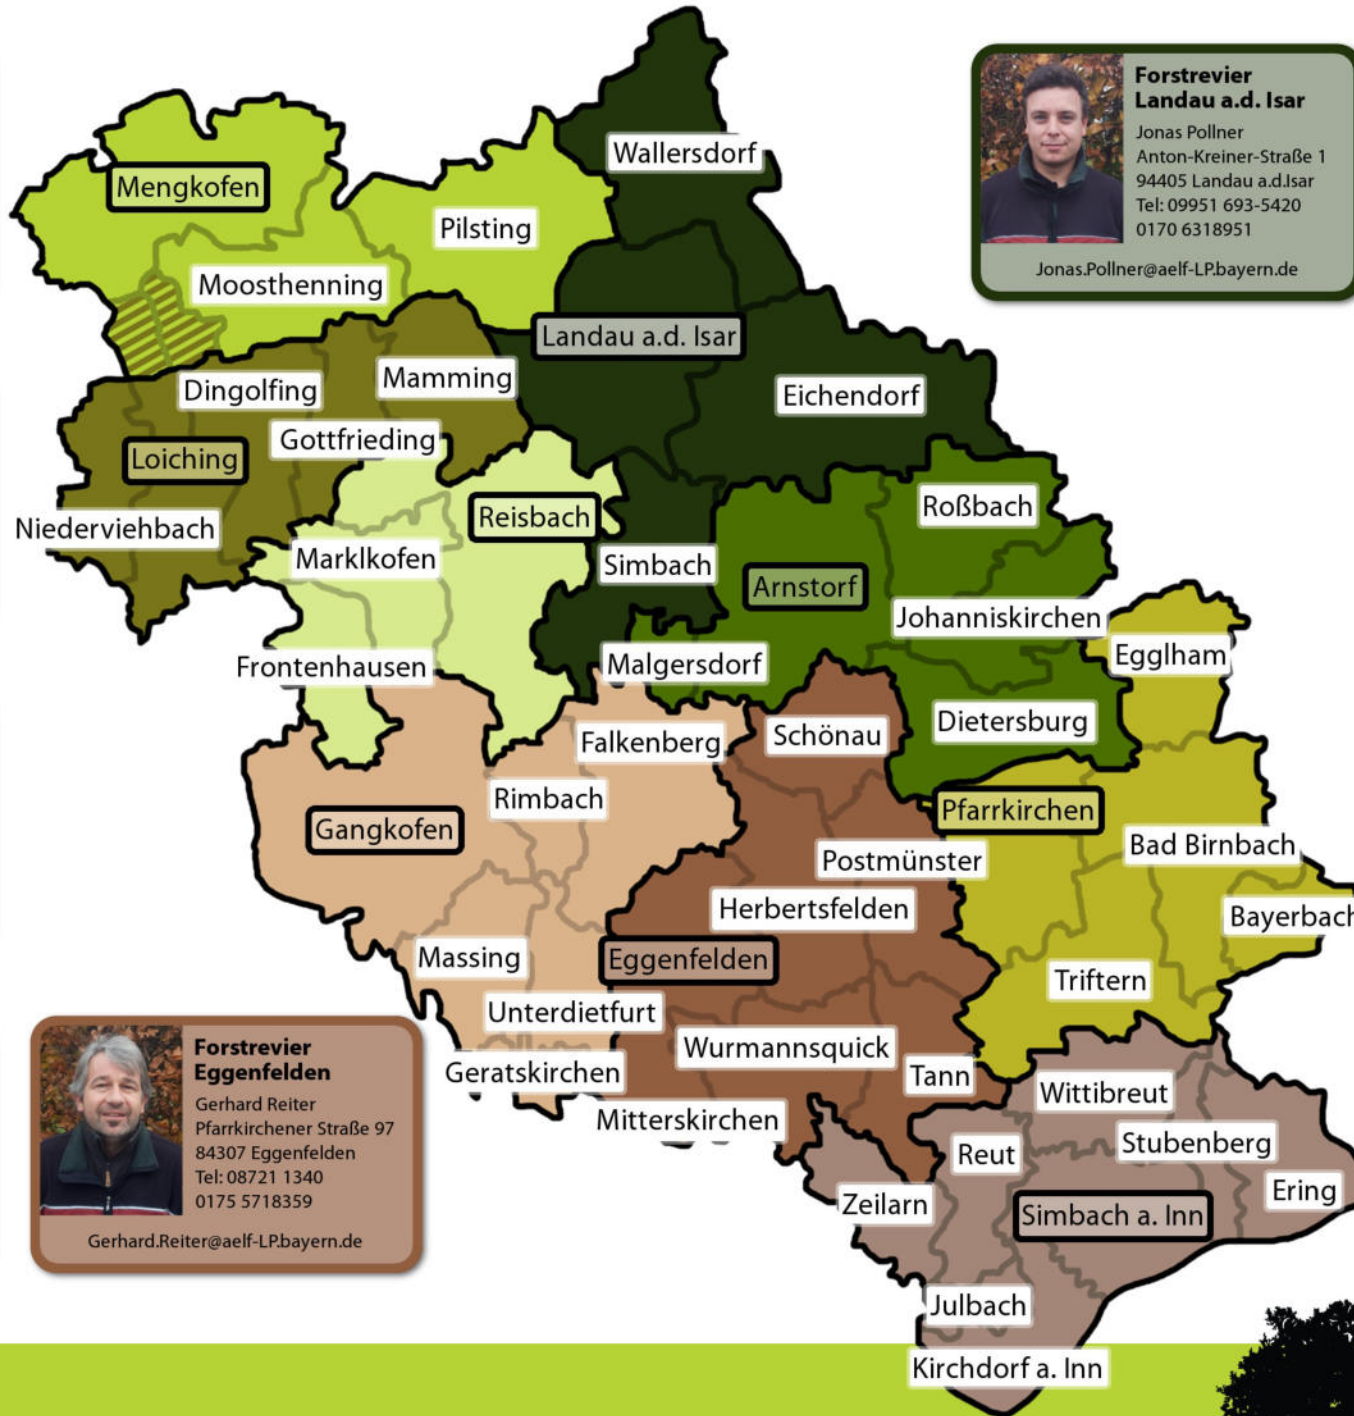 Wallersdorf
Forstrevier
Landau a.d. Isar
Jonas Pollner
Anton-Kreiner-Straße 1
94405 Landau a.d.Isar
Tel: 09951 693-5420
0170 6318951
Jonas.Pollner@aelf-LP.bayern.de
Mengkofen
Pilsting
Moosthenning
Landau a.d. Isar
Dingolfing
Mamming
Eichendorf
Gottfrieding
Loiching
Niederviehbach
Reisbach
Roßbach
Marklkofen
Simbach
Arnstorf
Johanniskirchen
Frontenhausen
Malgersdorf
Egglham
Falkenberg
Schönau
Dietersburg
Rimbach
Pfarrkirchen
Gangkofen
Postmünster
Bad Birnbach
Herbertsfelden
Bayerbach
Massing
Eggenfelden
Triftern
Unterdietfurt
Wurmannsquick
Geratskirchen
Tann
Wittibreut
Mitterskirchen
Reut
Stubenberg
Zeilarn
Simbach a. Inn
Ering
Julbach
Kirchdorf a. Inn
Forstrevier
Eggenfelden
Gerhard Reiter
Pfarrkirchener Straße 97
84307 Eggenfelden
Tel: 08721 1340
0175 5718359
Gerhard.Reiter@aelf-LP.bayern.de